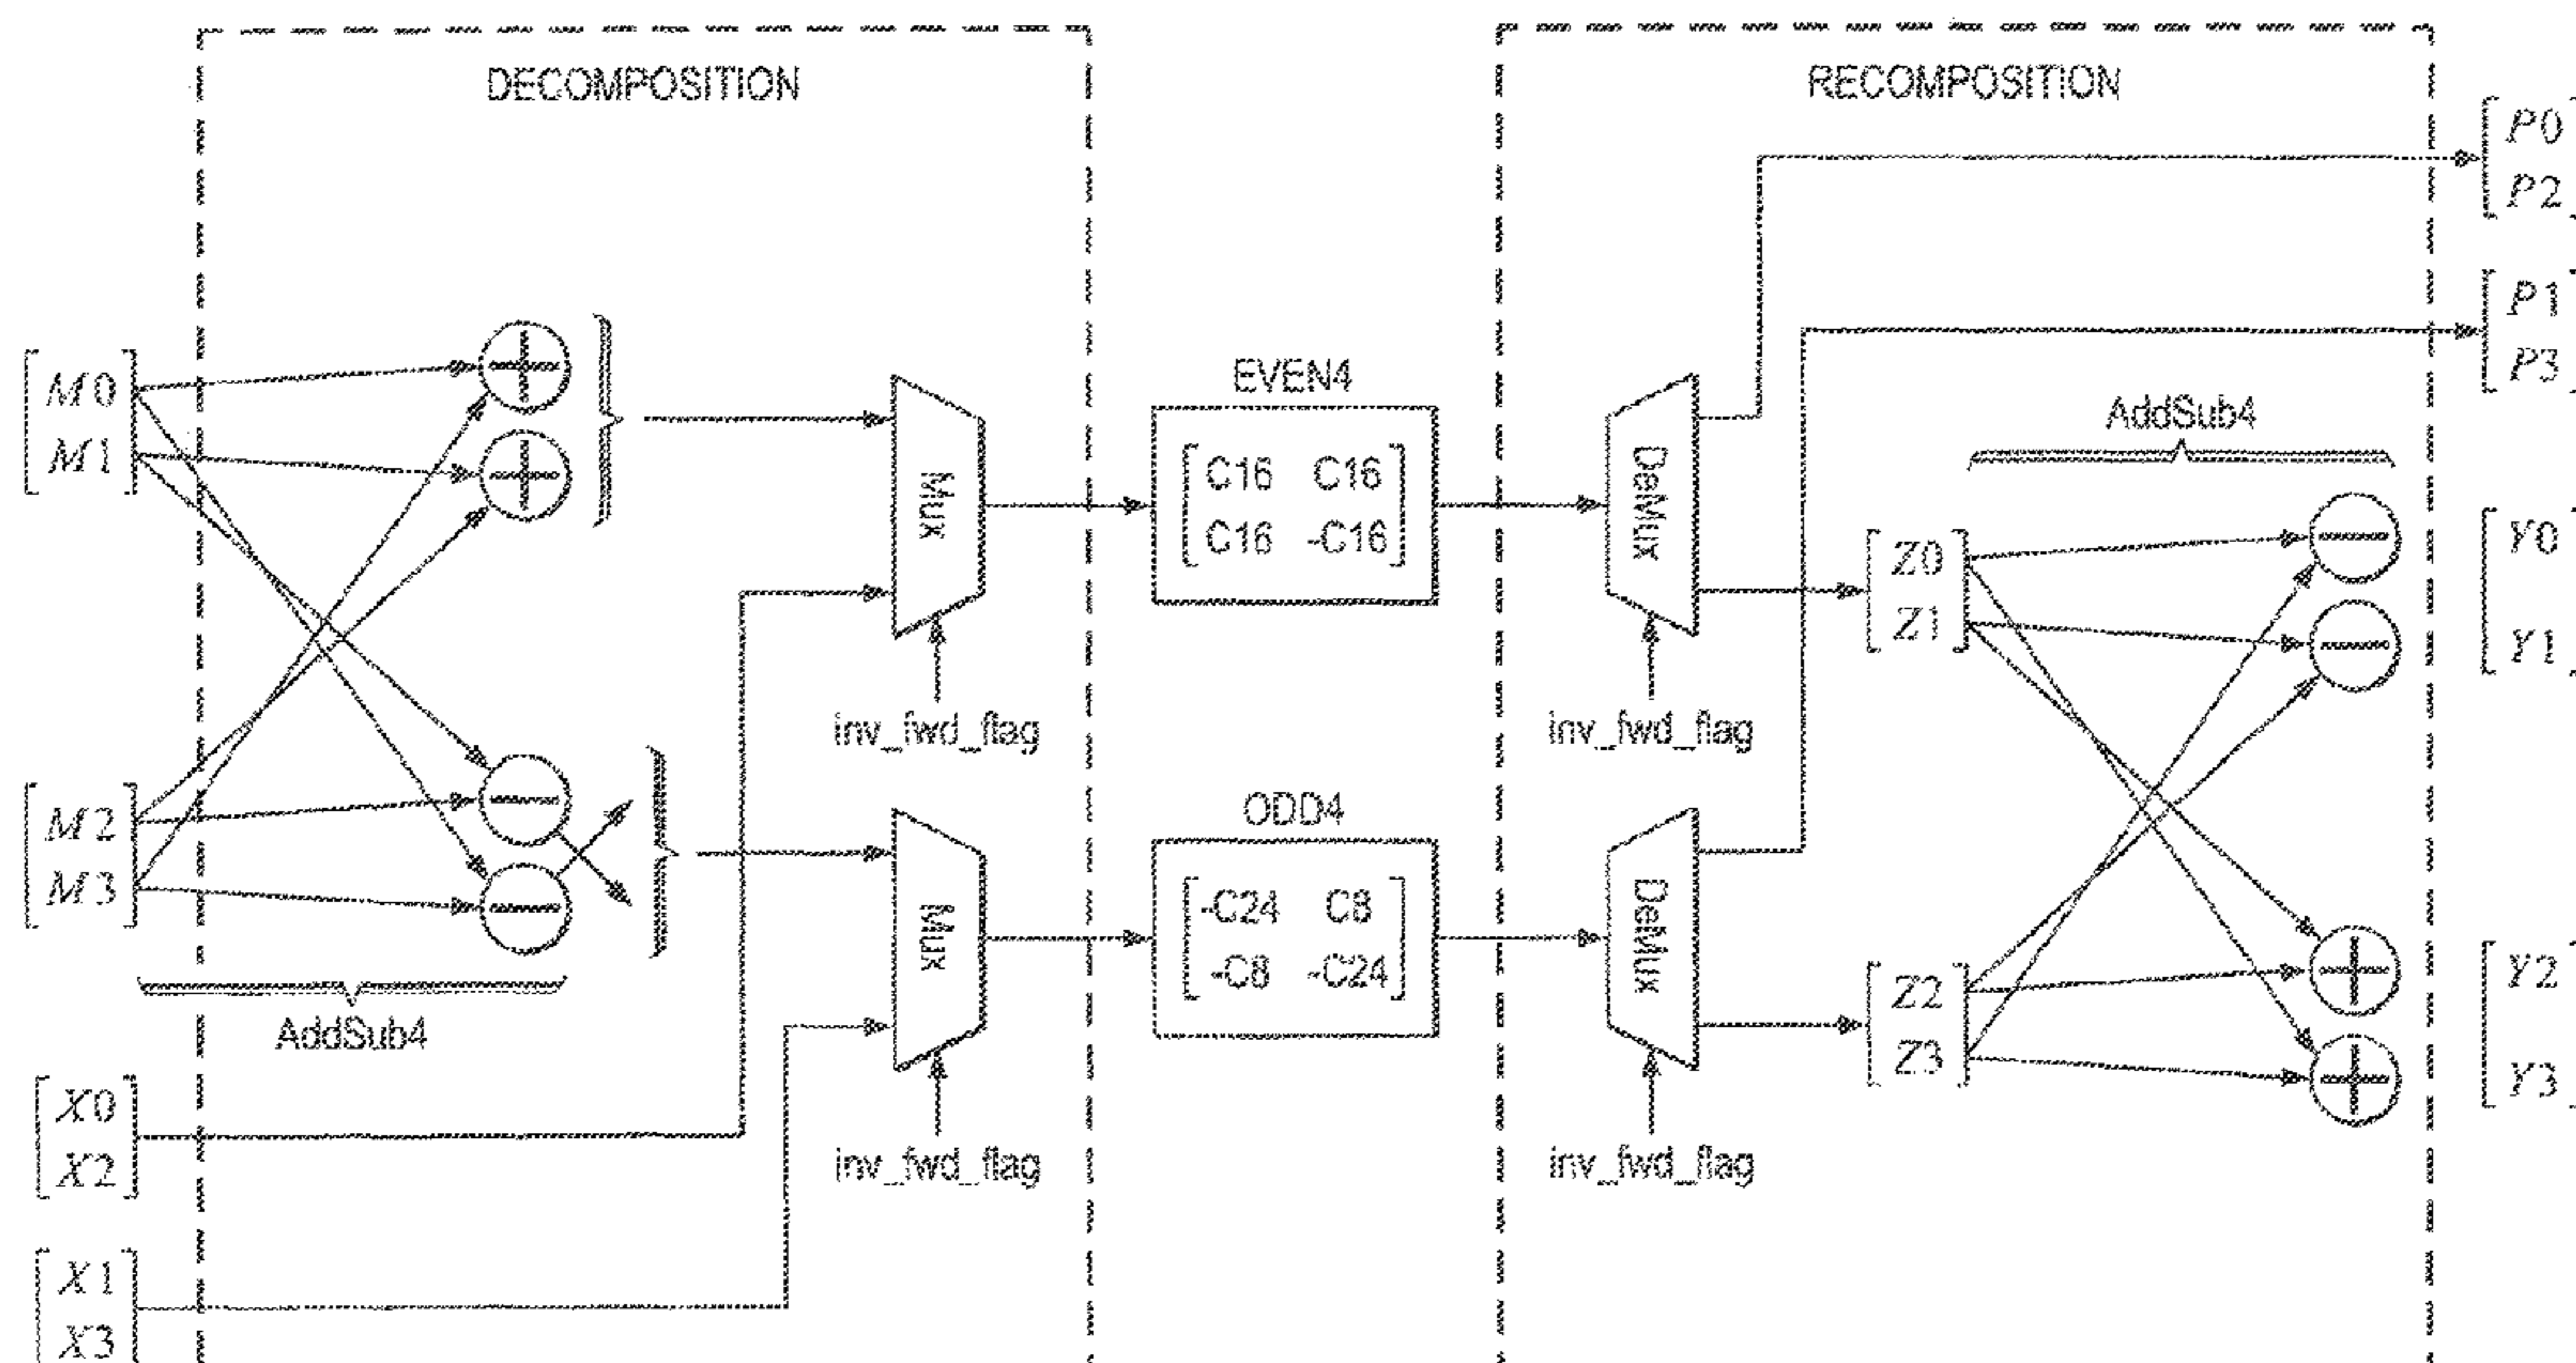 DECOMPOSITION
RECOMPOSITION
P0
P2
P1
P3
M0
M1
EVEN4
C16 C16
C16 -C16
Mux
DeMux
AddSub4
Z0
Z1
Y0
Y1
inv_fwd_flag
inv_fwd_flag
M2
M3
ODD4
-C24 C8
-C8 -C24
Mux
DeMux
Z2
Z3
Y2
Y3
AddSub4
X0
X2
inv_fwd_flag
inv_fwd_flag
X1
X3